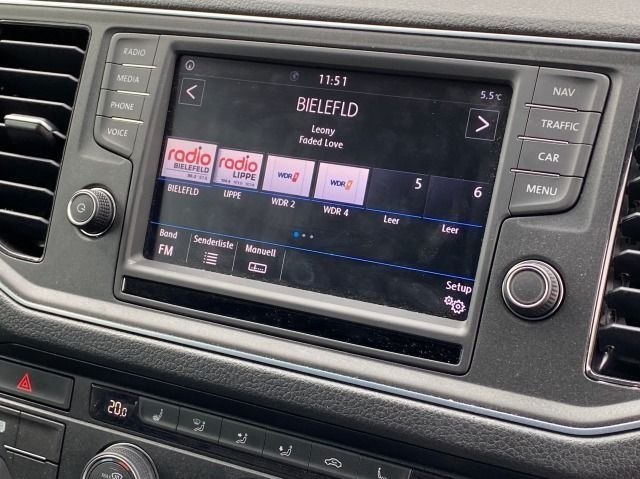 RADIO
MEDIA
PHONE
VOICE
11:51
5.5°C
BIELEFLD
Leony
Faded Love
radio BIELEFELD
radio LIPPE
WDR 2
WDR 4
5
6
BIELEFLD
LIPPE
WDR 2
WDR 4
Leer
Leer
Band
FM
Senderliste
Manuell
Setup
NAV
TRAFFIC
CAR
MENU
20.0